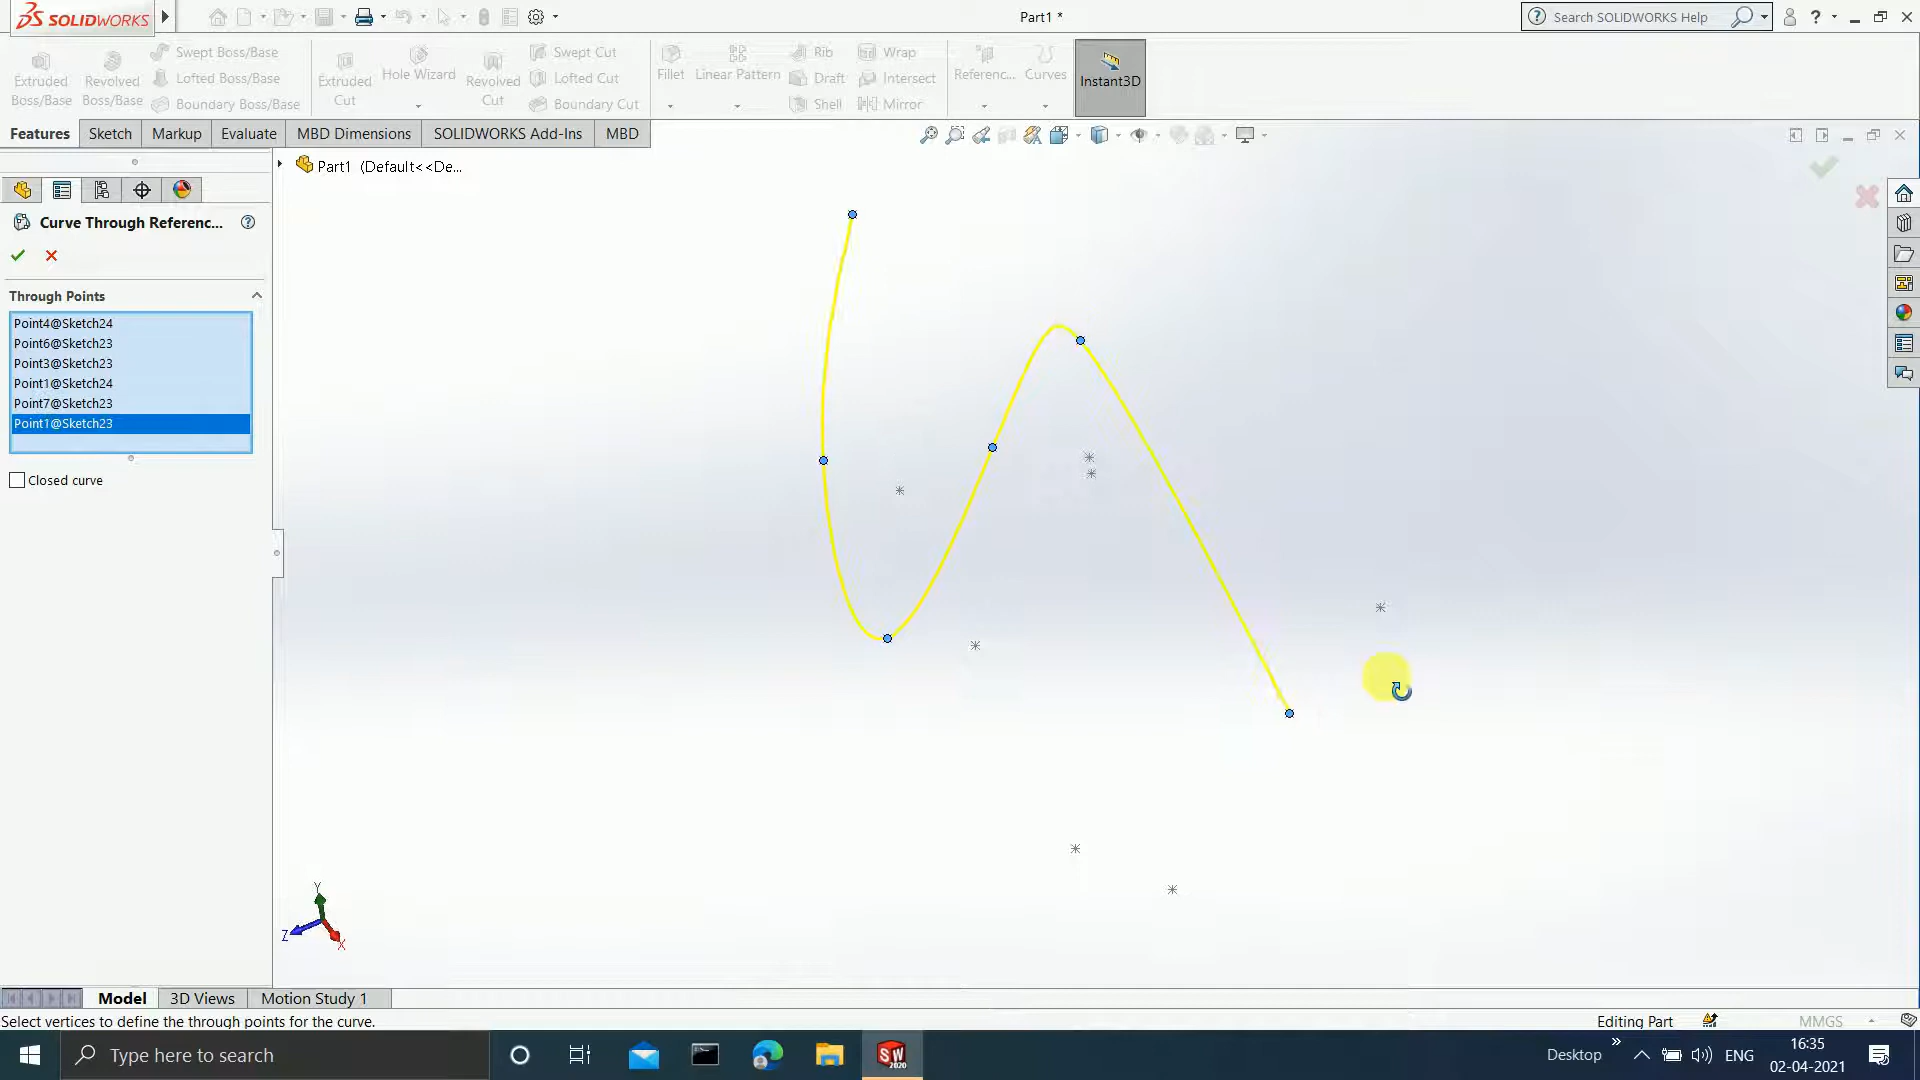 SOLIDWORKS
Part1 *
Search SOLIDWORKS Help
Extruded Boss/Base
Revolved Boss/Base
Swept Boss/Base
Lofted Boss/Base
Boundary Boss/Base
Extruded Cut
Hole Wizard
Revolved Cut
Swept Cut
Lofted Cut
Boundary Cut
Fillet
Linear Pattern
Rib
Draft
Shell
Wrap
Intersect
Mirror
Referenc...
Curves
Instant3D
Features
Sketch
Markup
Evaluate
MBD Dimensions
SOLIDWORKS Add-Ins
MBD
Part1 (Default<<De...
Curve Through Referenc...
Through Points
Point4@Sketch24
Point6@Sketch23
Point3@Sketch23
Point1@Sketch24
Point7@Sketch23
Point1@Sketch23
Closed curve
Y
Z
X
Model
3D Views
Motion Study 1
Select vertices to define the through points for the curve.
Editing Part
MMGS
Type here to search
SW
2020
Desktop
ENG
16:35
02-04-2021